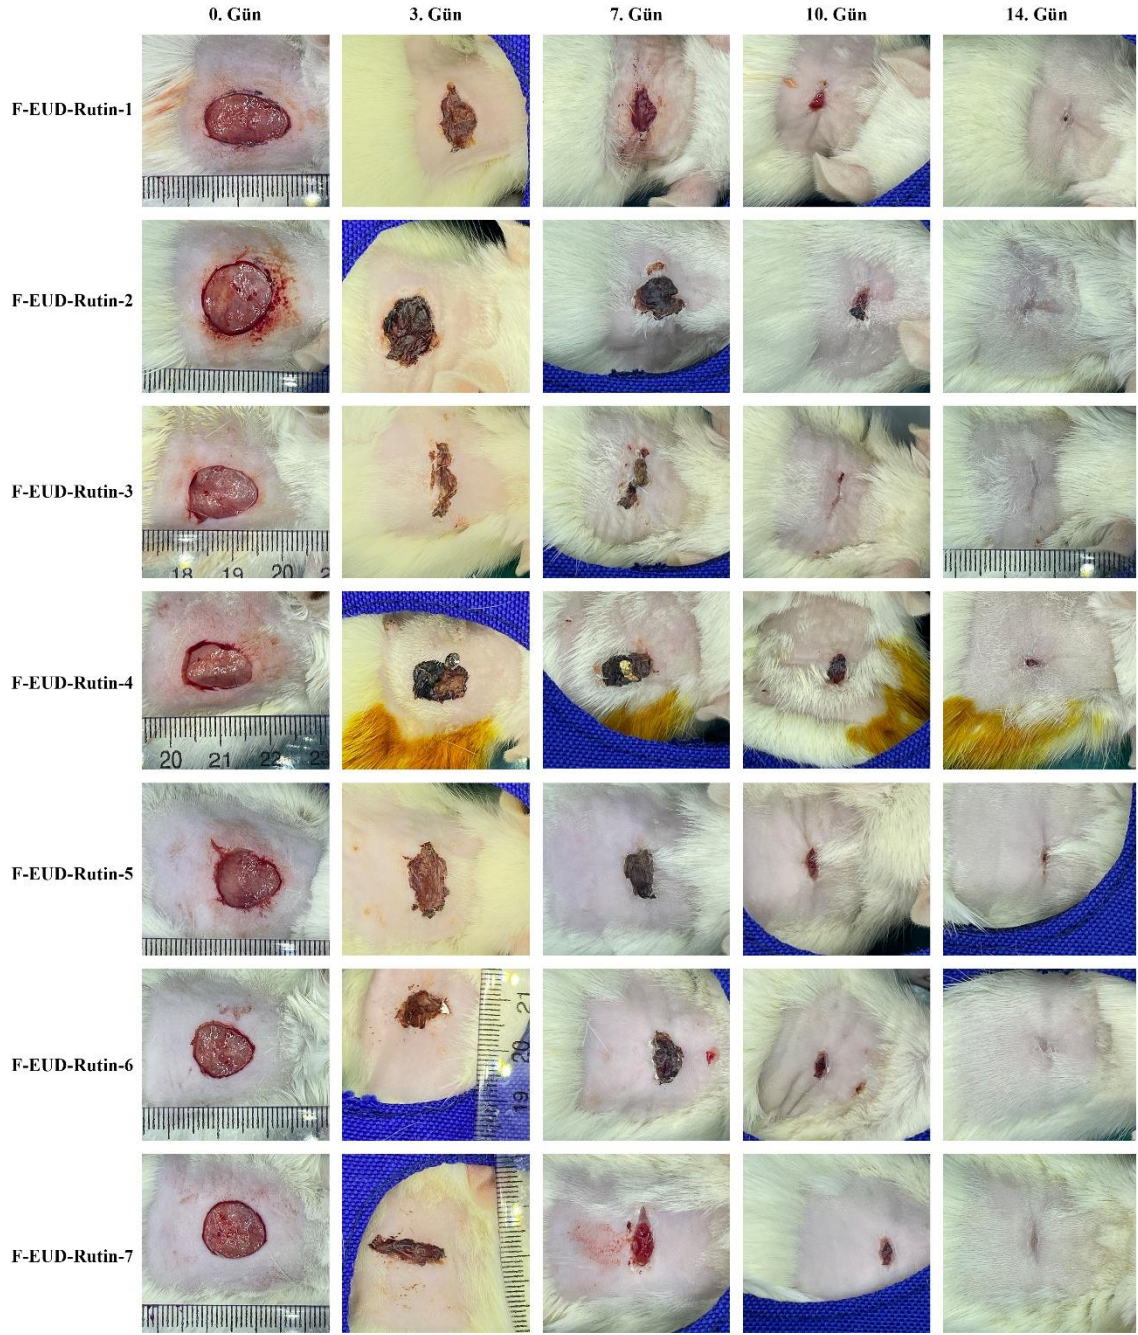 0. Gün 3. Gün 7. Gün 10. Gün 14. Gün
F-EUD-Rutin-1
F-EUD-Rutin-2
F-EUD-Rutin-3
18 19 20
F-EUD-Rutin-4
20 21 22 23
F-EUD-Rutin-5
F-EUD-Rutin-6
21
20
19
F-EUD-Rutin-7